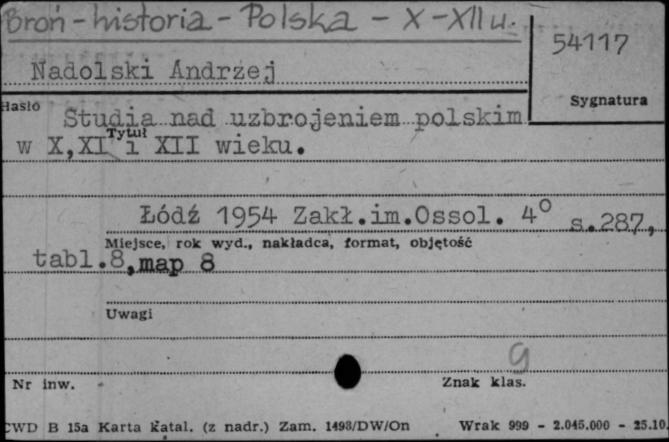 Broń - historia - Polska - X-XII w.
54117
Nadolski Andrzej
Hasło
Sygnatura
Studia nad uzbrojeniem polskim
Tytuł
w X, XI i XII wieku.
Łódź 1954 Zakł.im.Ossol. 4° s.287,
Miejsce, rok wyd., nakładca, format, objętość
tabl.8, map 8
Uwagi
g
Nr inw.
Znak klas.
CWD B 15a Karta katal. (z nadr.) Zam. 1493/DW/On Wrak 999 - 2.045.000 - 25.10.